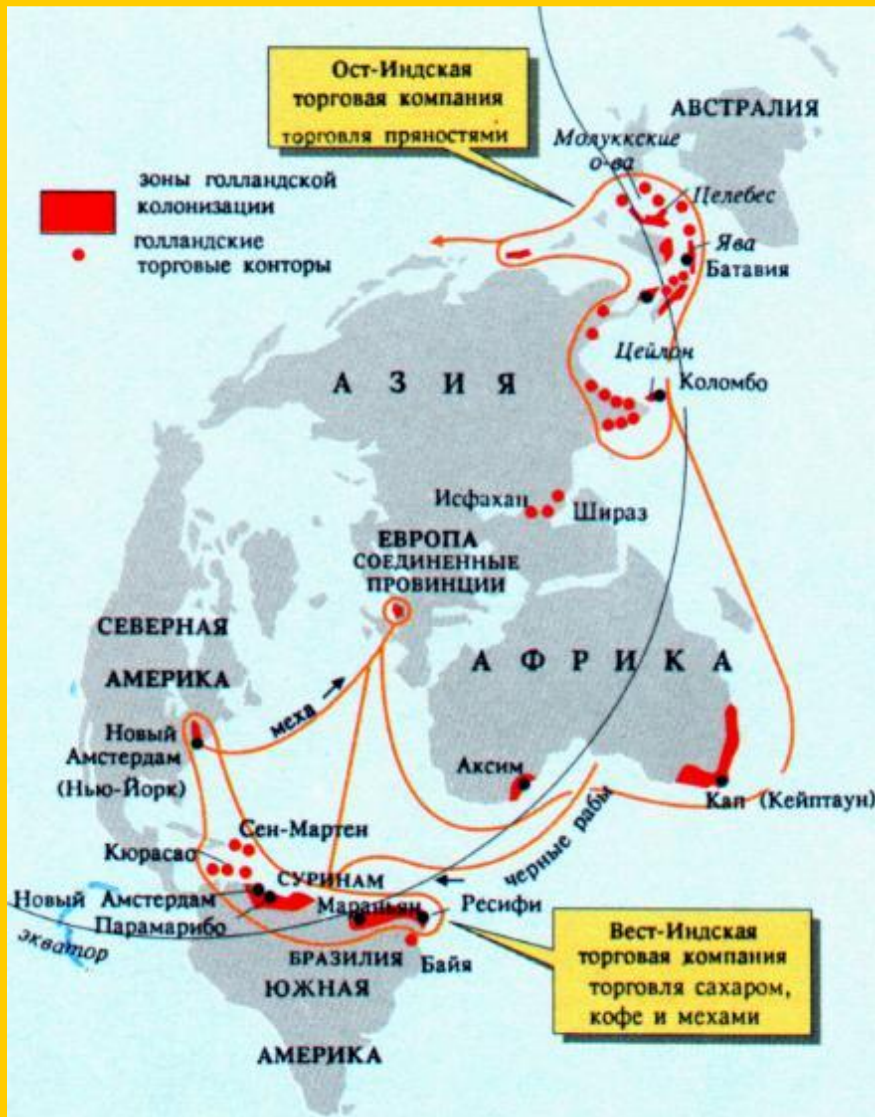 Ост-Индская
торговая компания
торговля пряностями
АВСТРАЛИЯ
Молуккские
о-ва
Целебес
Ява
Батавия
зоны голландской
колонизации
голландские
торговые конторы
Цейлон
Коломбо
АЗИЯ
Исфахан
Шираз
ЕВРОПА
СОЕДИНЕННЫЕ
ПРОВИНЦИИ
СЕВЕРНАЯ
АМЕРИКА
АФРИКА
меха
Новый
Амстердам
(Нью-Йорк)
Аксим
Кап (Кейптаун)
черные рабы
Сен-Мартен
Кюрасао
СУРИНАМ
Новый Амстердам
Парамарибо
Мараньян
Ресифи
экватор
БРАЗИЛИЯ
Байя
ЮЖНАЯ
АМЕРИКА
Вест-Индская
торговая компания
торговля сахаром,
кофе и мехами